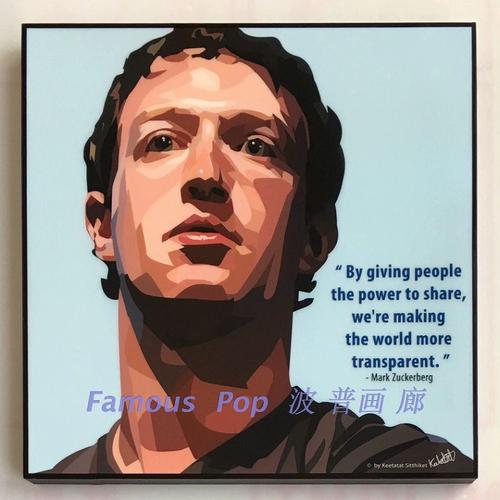 “ By giving people
the power to share,
we're making
the world more
transparent. ”
- Mark Zuckerberg
Famous Pop 波普画廊
© by Keetatat Sitthiket